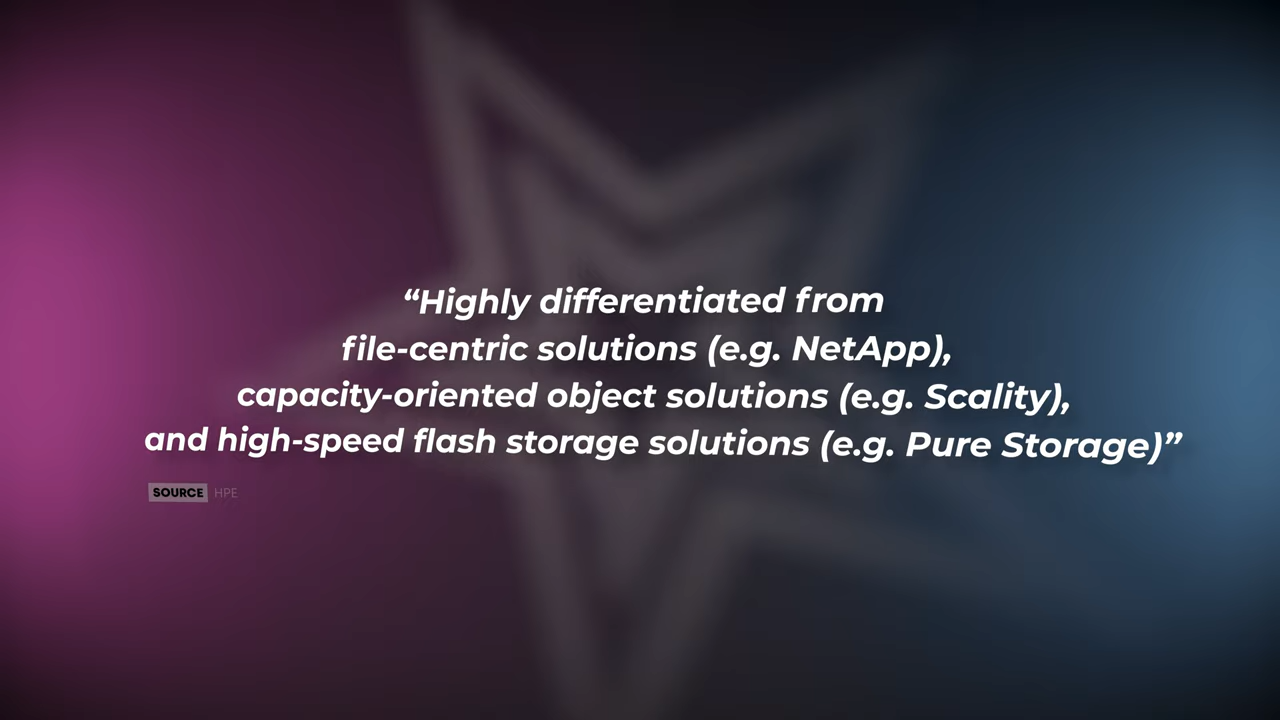 “Highly differentiated from
file-centric solutions (e.g. NetApp),
capacity-oriented object solutions (e.g. Scality),
and high-speed flash storage solutions (e.g. Pure Storage)”
SOURCE HPE